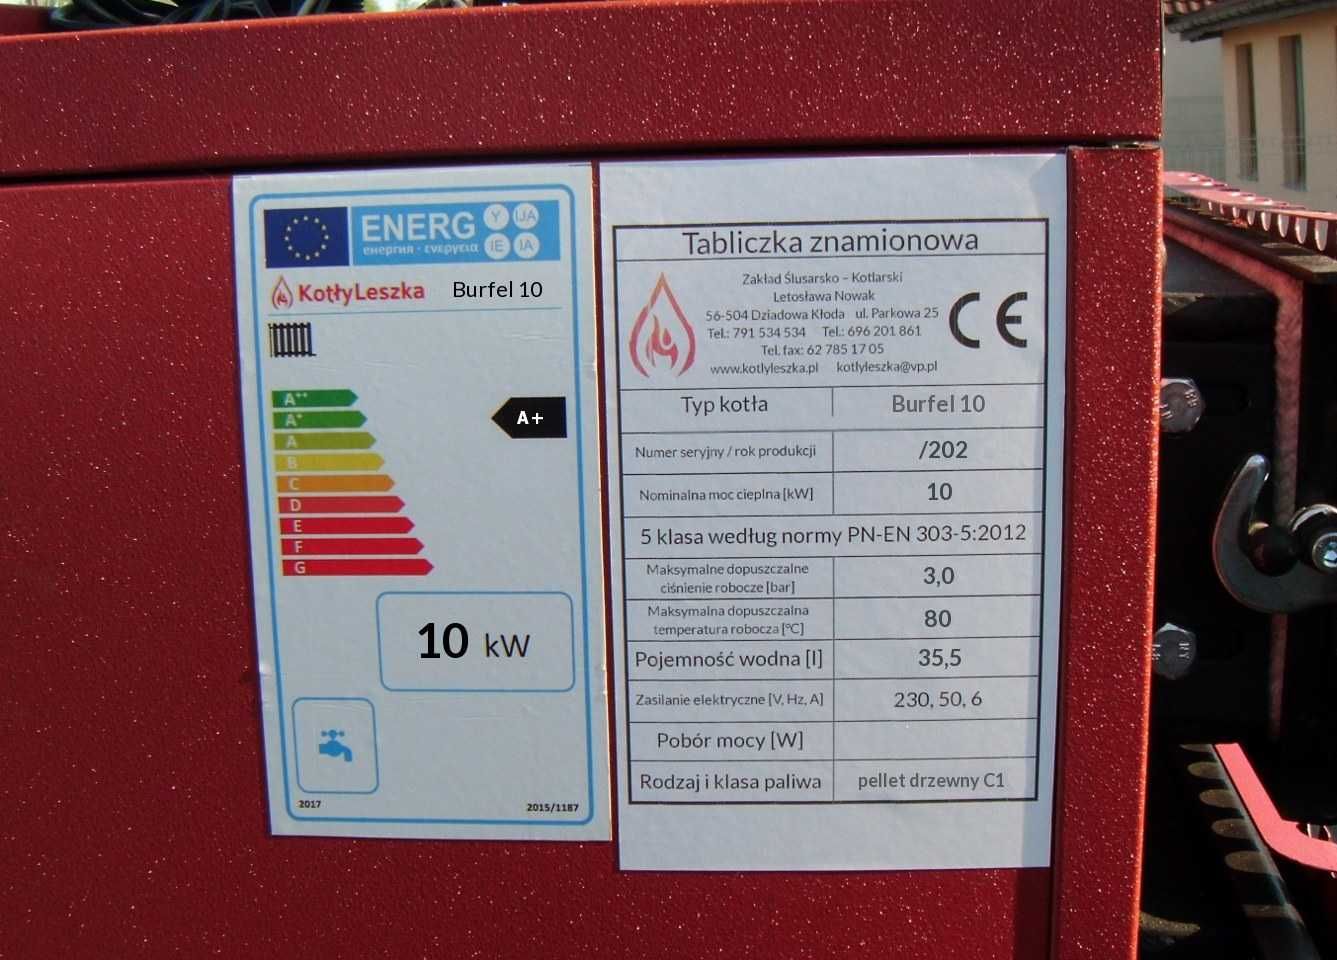 ENERG
Y IJA
IE IA
енергия · ενεργεια
KotłyLeszka Burfel 10
A++
A+
A
B
C
D
E
F
G
A+
10 kW
2017
2015/1187
Tabliczka znamionowa
Zakład Ślusarsko – Kotlarski
Letosława Nowak
56-504 Dziadowa Kłoda ul. Parkowa 25
Tel.: 791 534 534 Tel.: 696 201 861
Tel. fax: 62 785 17 05
www.kotlyleszka.pl kotlyleszka@vp.pl
CE
Typ kotła Burfel 10
Numer seryjny / rok produkcji /202
Nominalna moc cieplna [kW] 10
5 klasa według normy PN-EN 303-5:2012
Maksymalne dopuszczalne
ciśnienie robocze [bar] 3,0
Maksymalna dopuszczalna
temperatura robocza [°C] 80
Pojemność wodna [l] 35,5
Zasilanie elektryczne [V, Hz, A] 230, 50, 6
Pobór mocy [W]
Rodzaj i klasa paliwa pellet drzewny C1